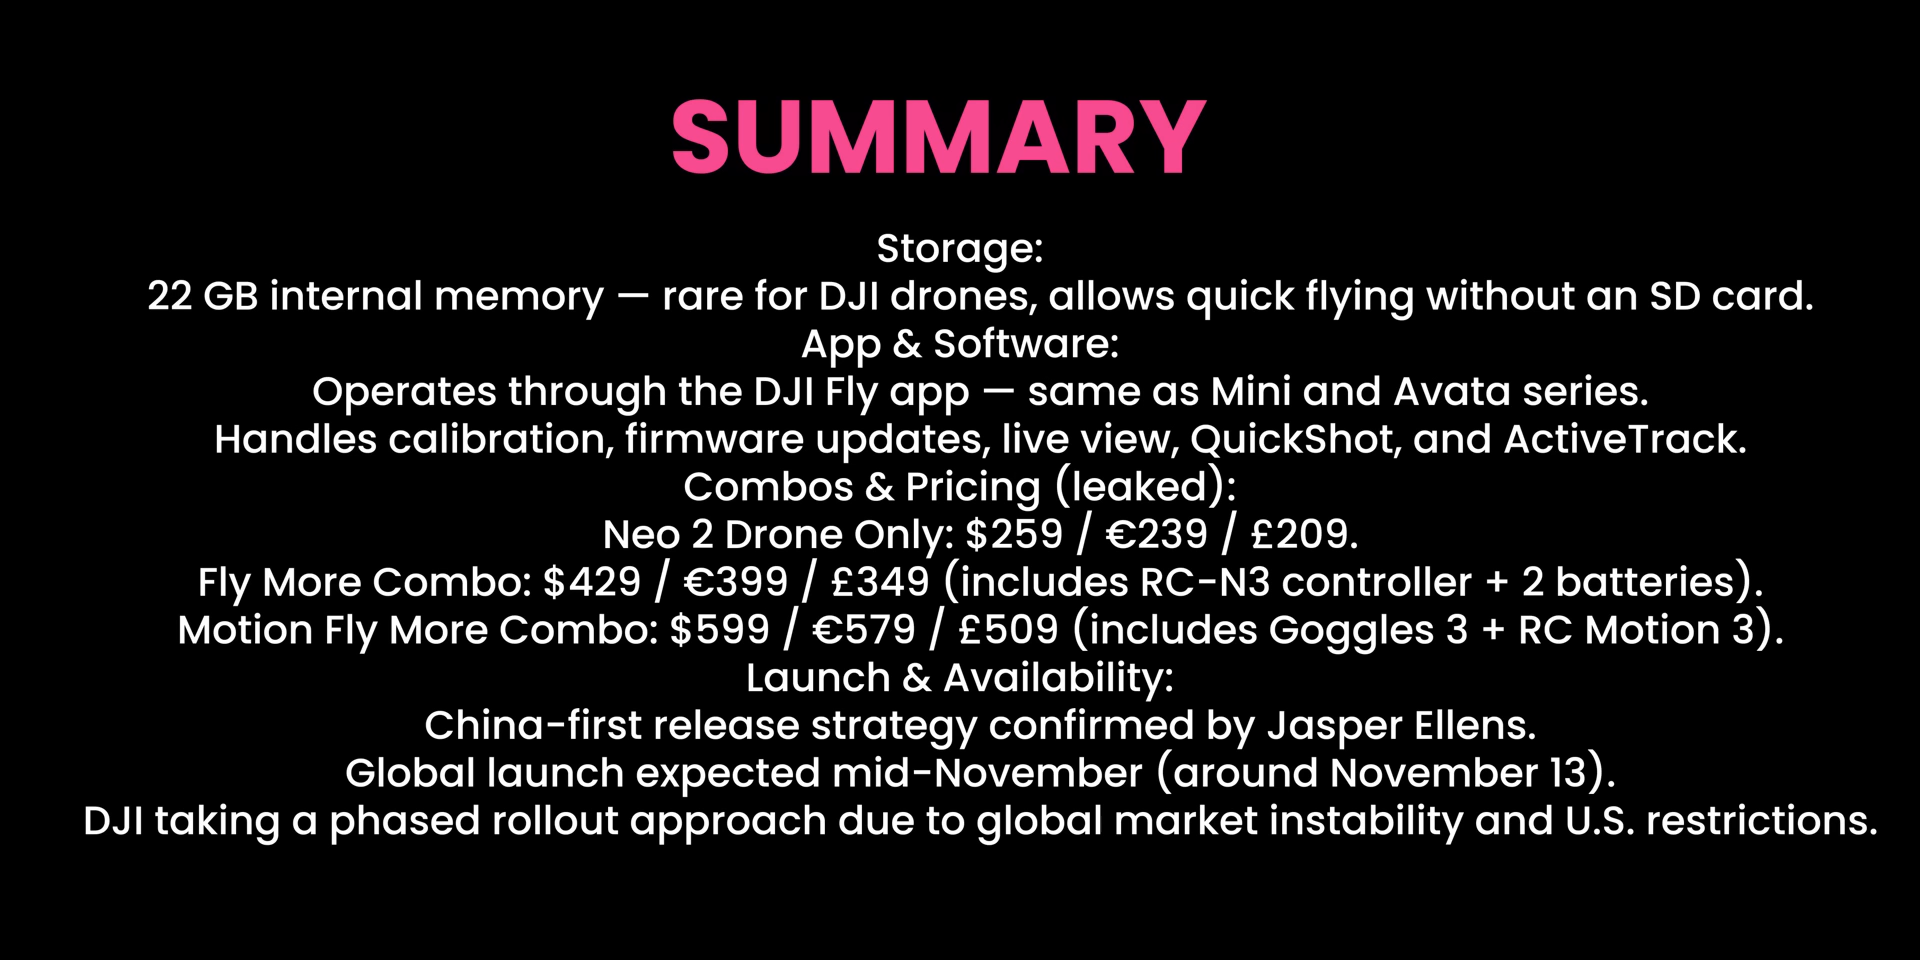 SUMMARY
Storage:
22 GB internal memory — rare for DJI drones, allows quick flying without an SD card.
App & Software:
Operates through the DJI Fly app — same as Mini and Avata series.
Handles calibration, firmware updates, live view, QuickShot, and ActiveTrack.
Combos & Pricing (leaked):
Neo 2 Drone Only: $259 / €239 / £209.
Fly More Combo: $429 / €399 / £349 (includes RC-N3 controller + 2 batteries).
Motion Fly More Combo: $599 / €579 / £509 (includes Goggles 3 + RC Motion 3).
Launch & Availability:
China-first release strategy confirmed by Jasper Ellens.
Global launch expected mid-November (around November 13).
DJI taking a phased rollout approach due to global market instability and U.S. restrictions.